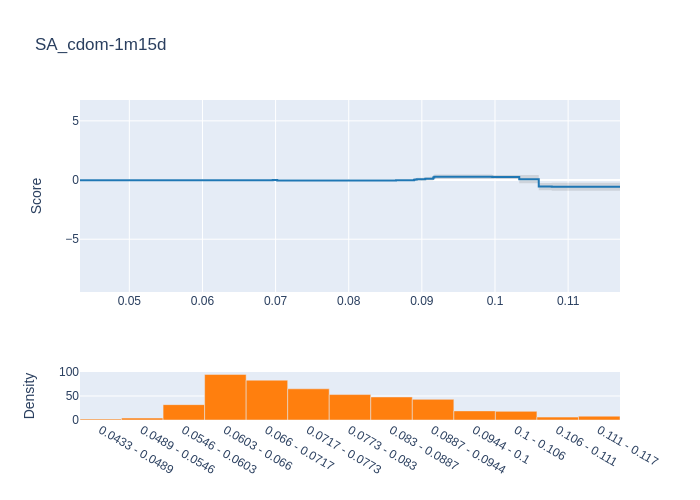 SA_cdom-1m15d
Score
5
0
−5
0.05 0.06 0.07 0.08 0.09 0.1 0.11
Density
100
50
0
0.0433 - 0.0489
0.0489 - 0.0546
0.0546 - 0.0603
0.0603 - 0.066
0.066 - 0.0717
0.0717 - 0.0773
0.0773 - 0.083
0.083 - 0.0887
0.0887 - 0.0944
0.0944 - 0.1
0.1 - 0.106
0.106 - 0.111
0.111 - 0.117